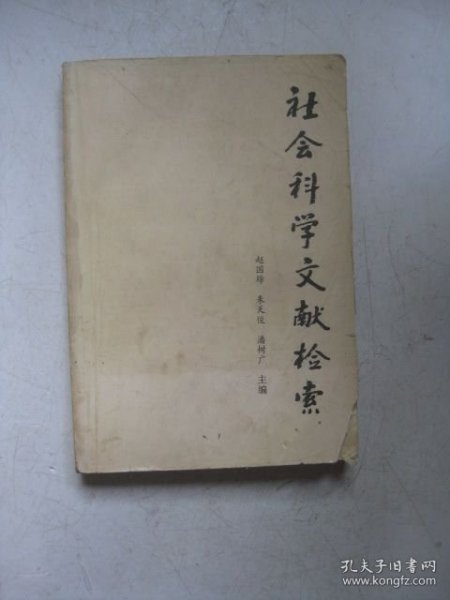 社会科学文献检索
赵国璋 朱天俊 潘树广 主编
孔夫子旧书网
www.kongfz.com